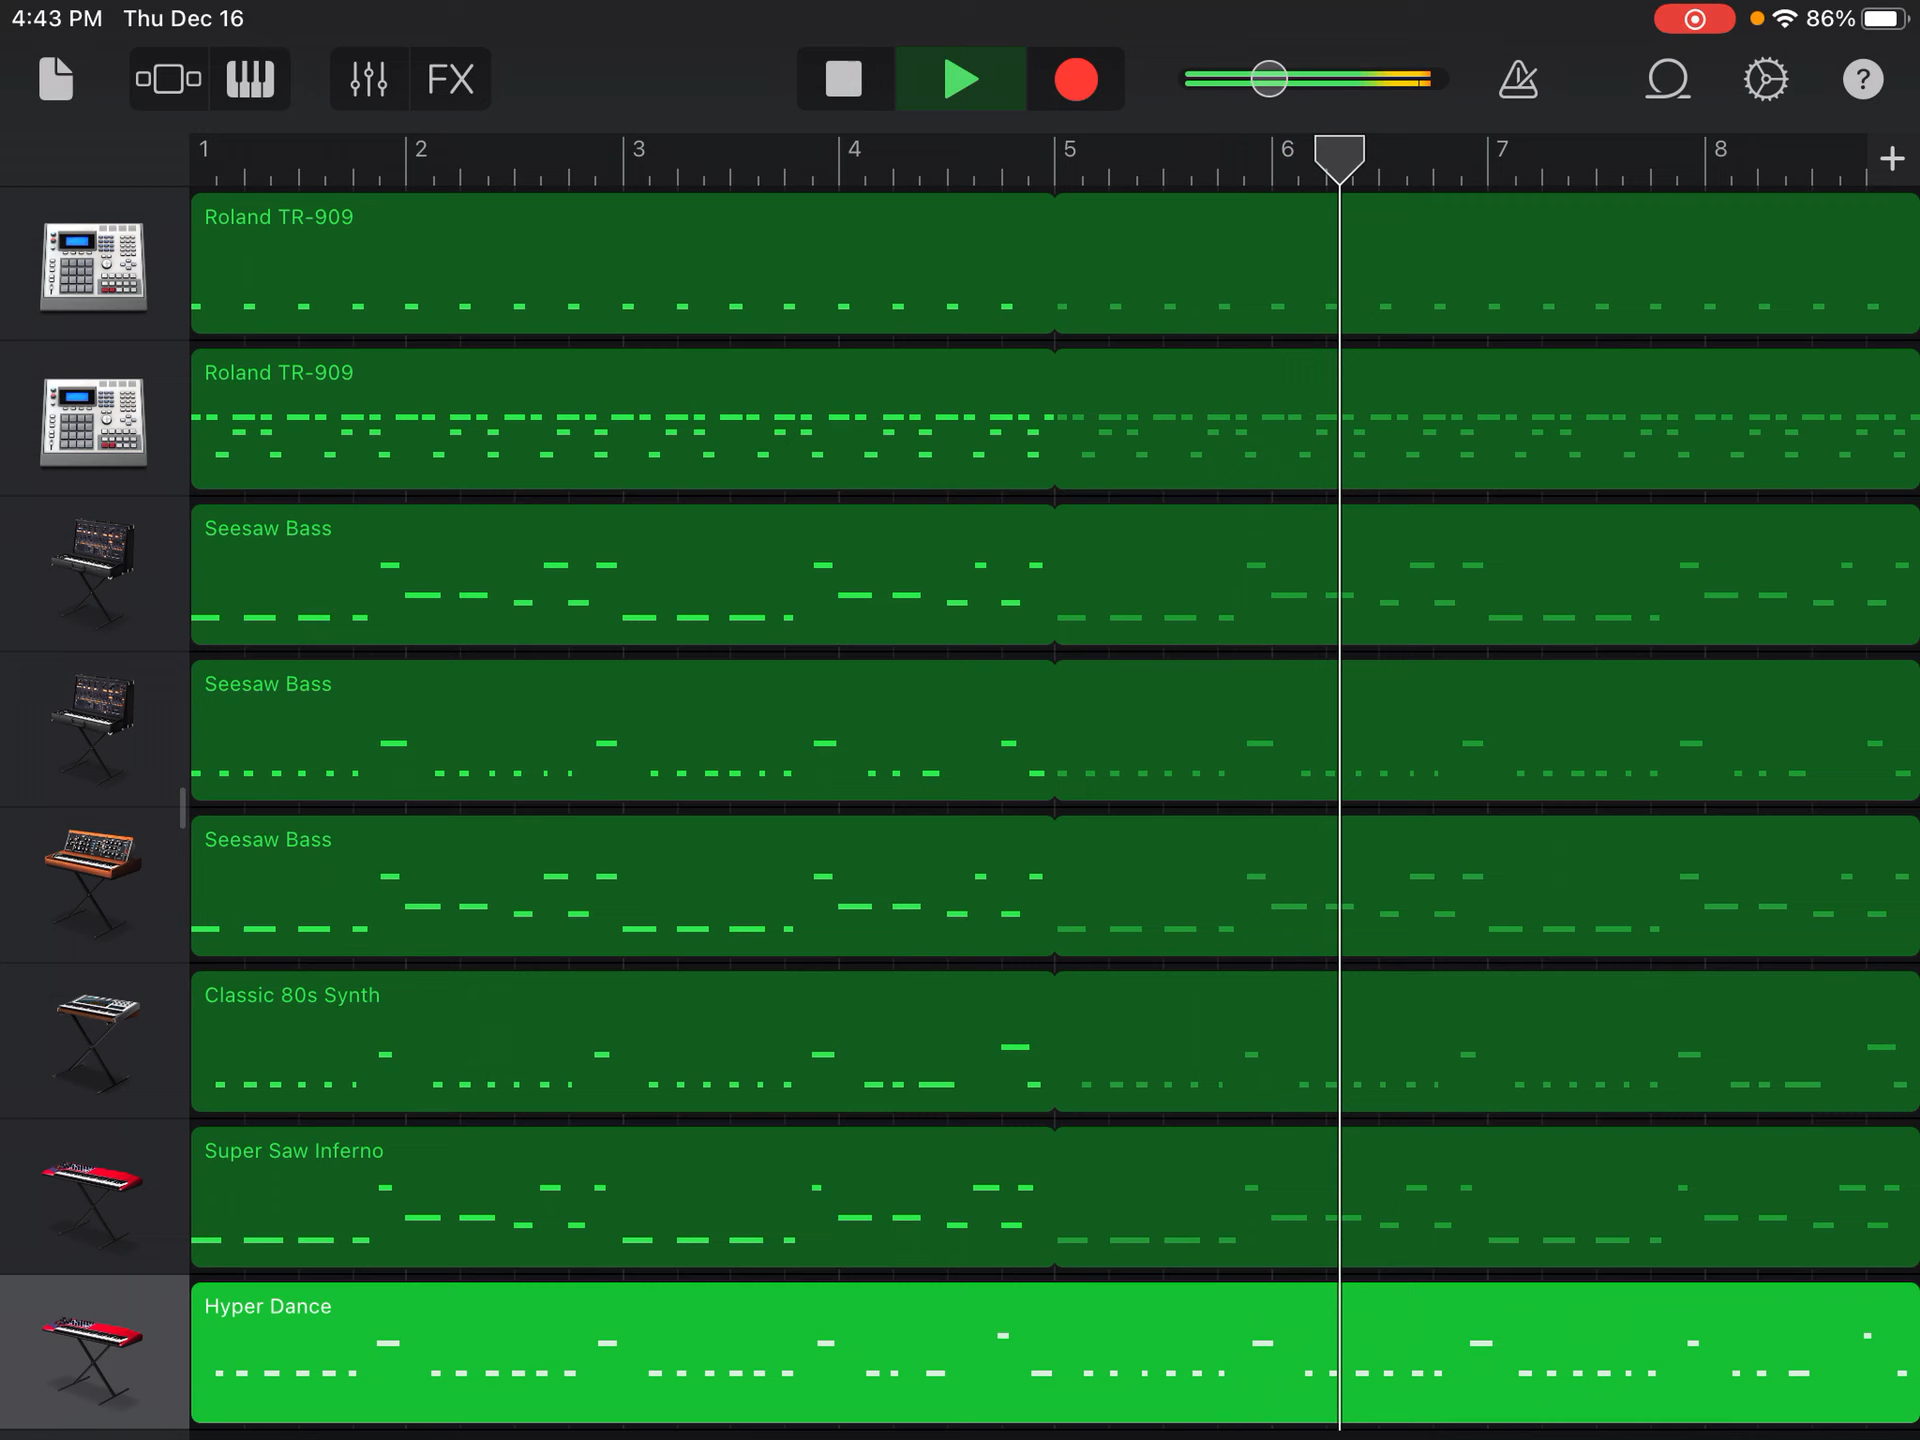 4:43 PM Thu Dec 16
86%
FX
?
1 2 3 4 5 6 7 8 +
Roland TR-909
Roland TR-909
Seesaw Bass
Seesaw Bass
Seesaw Bass
Classic 80s Synth
Super Saw Inferno
Hyper Dance